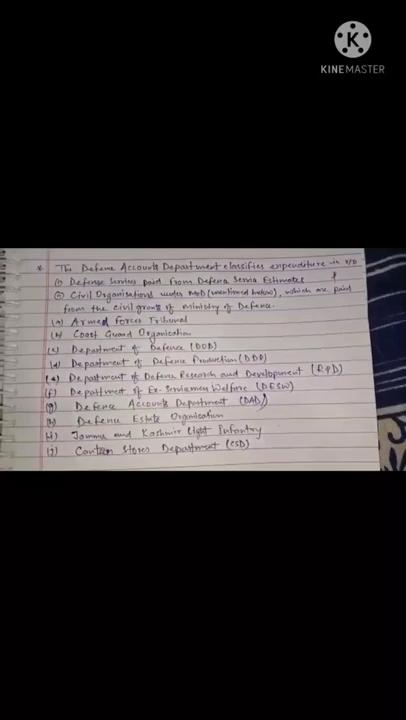 KINEMASTER
* The Defence Accounts Department classifies expenditure in r/o
(1) Defense Services paid from Defence Service Estimates &
(2) Civil Organisations under MoD (mentioned below), which are paid
from the civil grants of ministry of Defence.
(a) Armed Forces Tribunal
(b) Coast Guard Organisation
(c) Department of Defence (DOD)
(d) Department of Defence Production (DDP)
(e) Department of Defense Research and Development (R&D)
(f) Department of Ex-Servicemen Welfare (DESW)
(g) Defence Accounts Department (DAD)
(h) Defence Estate Organisation
(i) Jammu and Kashmir Light Infantry
(j) Canteen Stores Department (CSD)